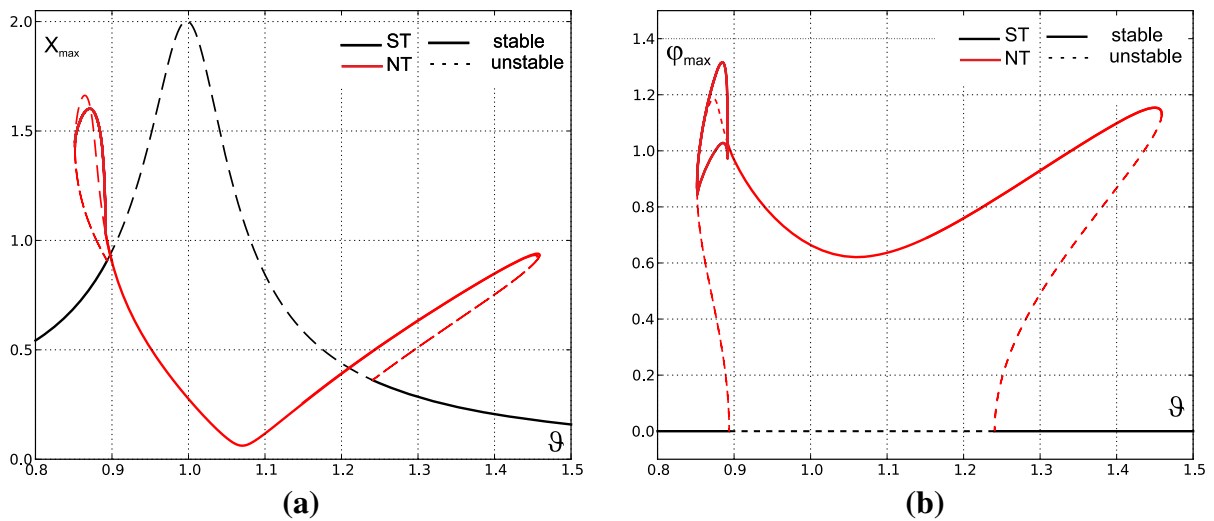 2.0
X max
ST stable
NT unstable
1.5
1.0
0.5
0.0
ϑ
0.8 0.9 1.0 1.1 1.2 1.3 1.4 1.5
(a)
1.4
φmax
ST stable
NT unstable
1.2
1.0
0.8
0.6
0.4
0.2
0.0
ϑ
0.8 0.9 1.0 1.1 1.2 1.3 1.4 1.5
(b)